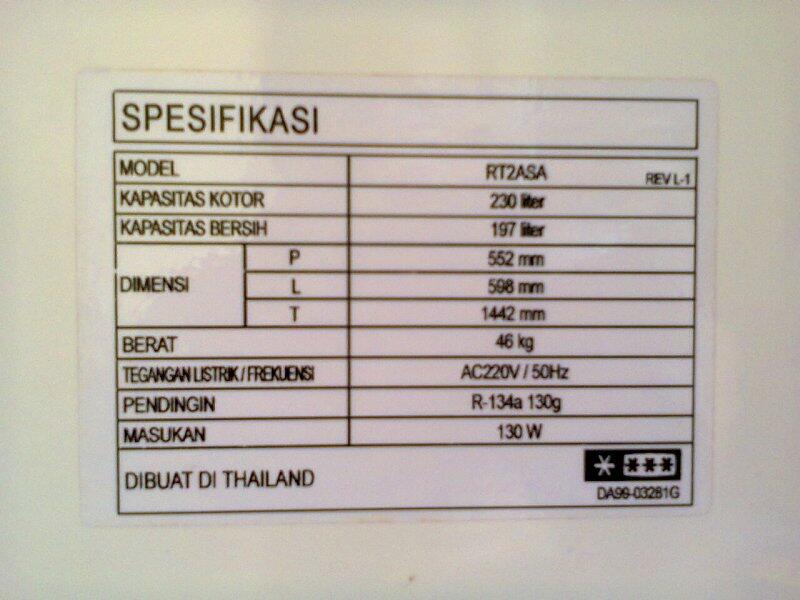 SPESIFIKASI
MODEL RT2ASA REV L-1
KAPASITAS KOTOR 230 liter
KAPASITAS BERSIH 197 liter
DIMENSI P 552 mm
L 598 mm
T 1442 mm
BERAT 46 kg
TEGANGAN LISTRIK / FREKUENSI AC220V / 50Hz
PENDINGIN R-134a 130g
MASUKAN 130 W
DIBUAT DI THAILAND
DA99-03281G